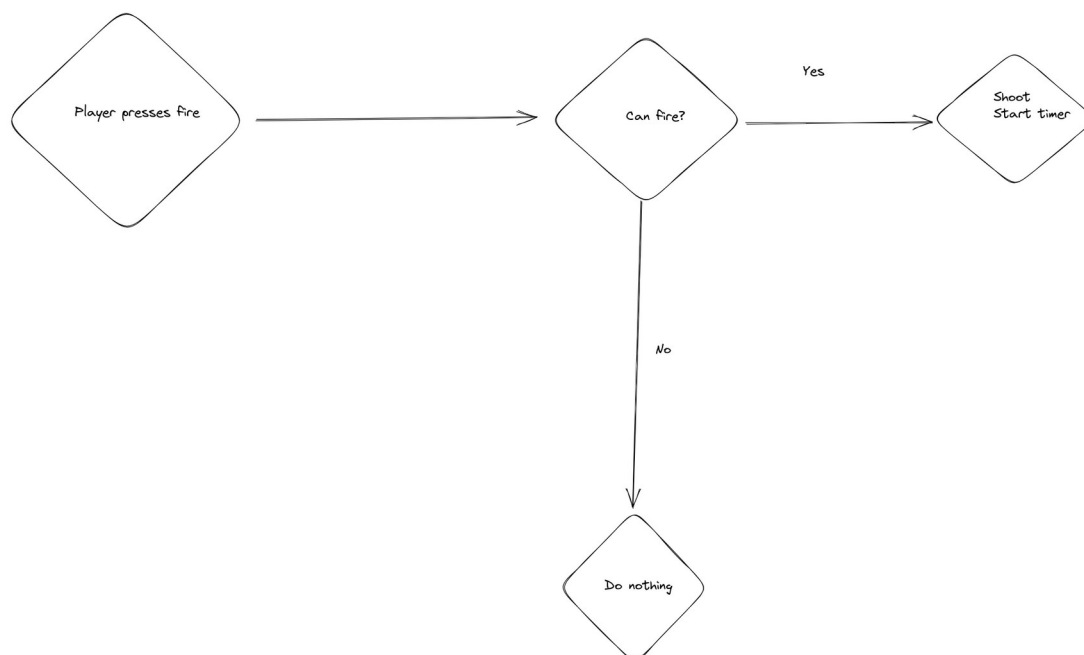 Player presses fire
Can fire?
Yes
Shoot
Start timer
No
Do nothing